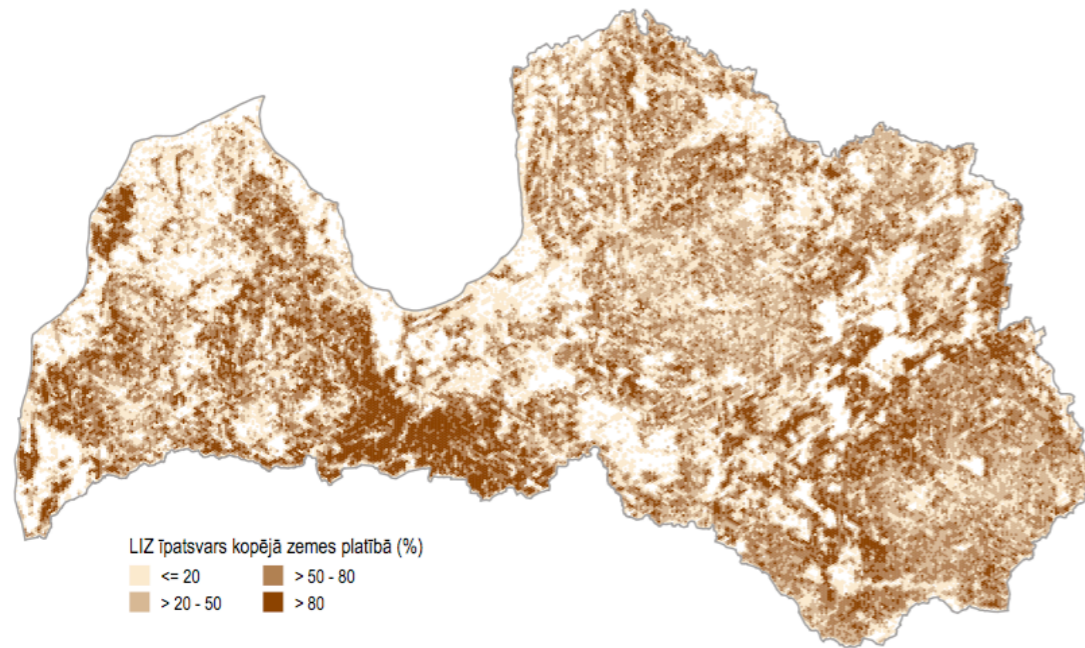 LIZ īpatsvars kopējā zemes platībā (%)
<= 20
> 50 - 80
> 20 - 50
> 80